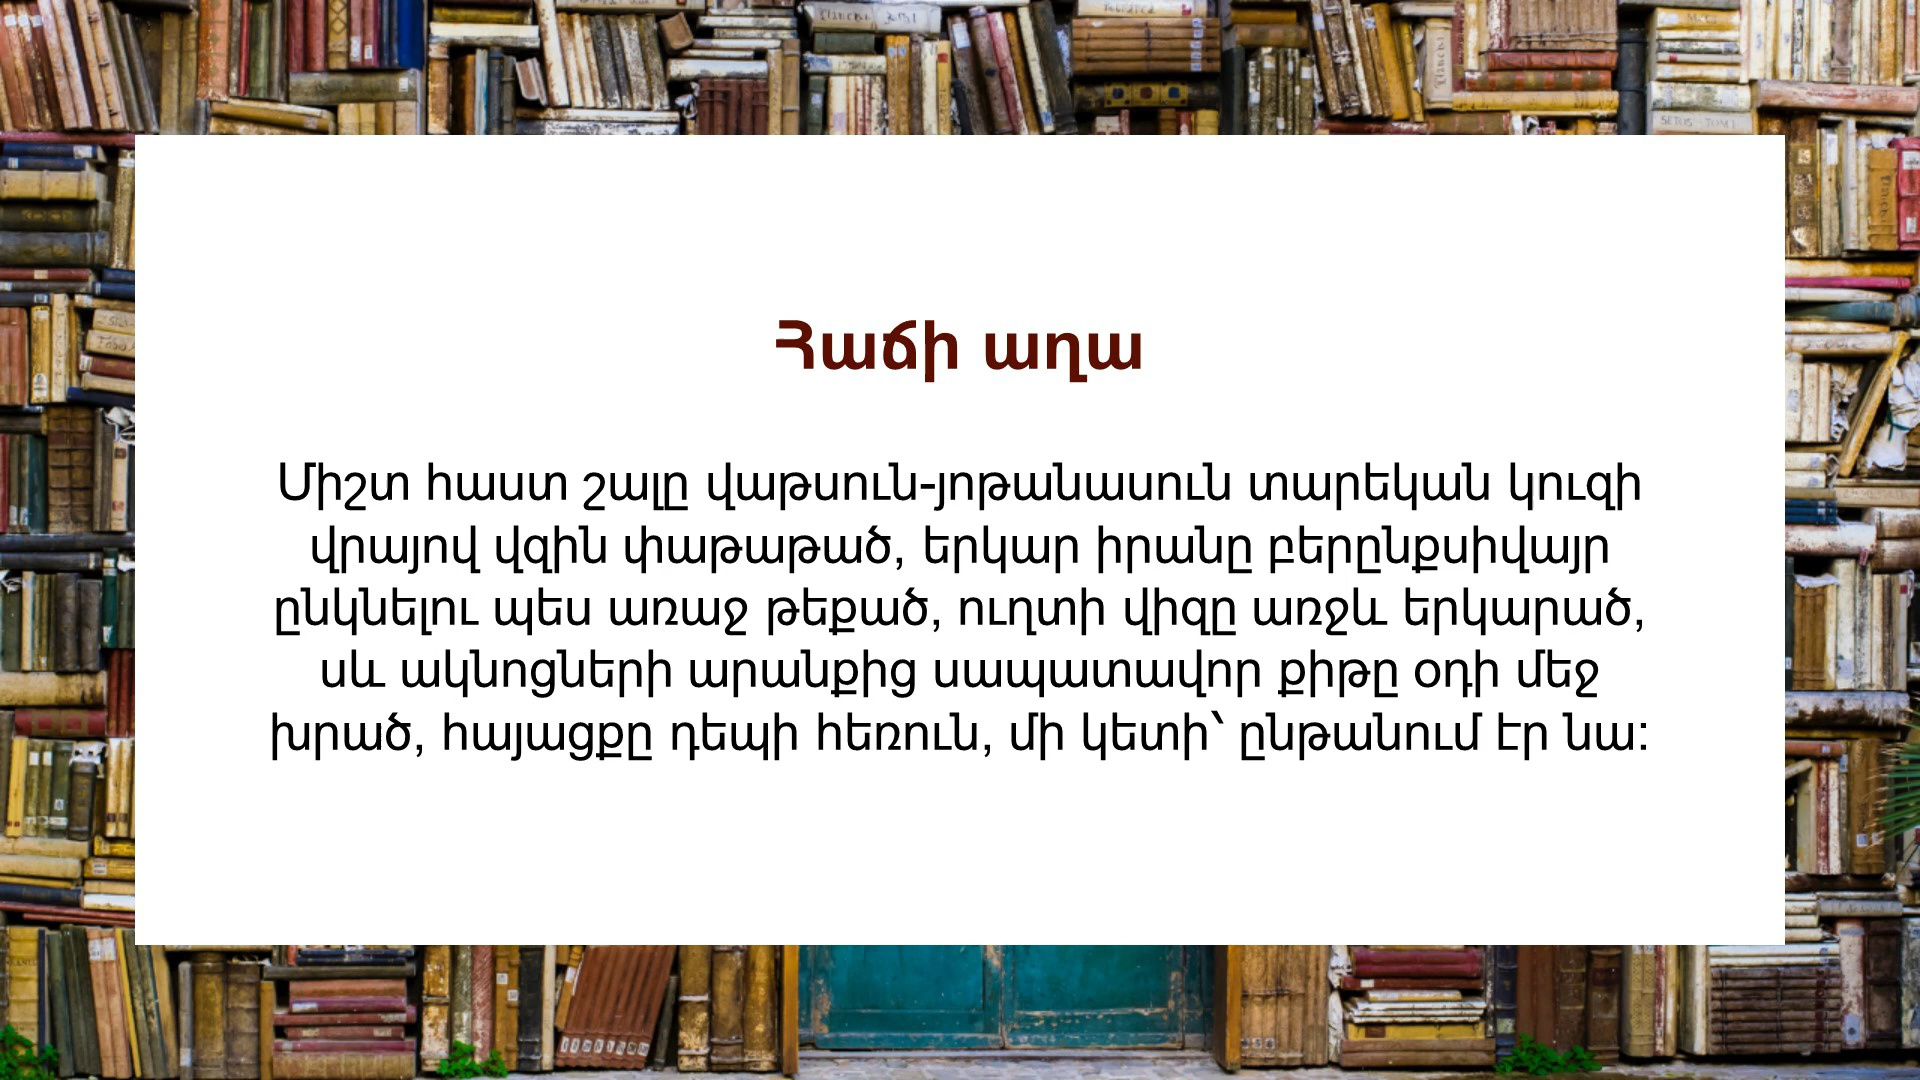 Հաճի աղա
Միշտ հաստ շալը վաթսուն-յոթանասուն տարեկան կուզի
վրայով վզին փաթաթած, երկար իրանը բերընքսիվայր
ընկնելու պես առաջ թեքած, ուղտի վիզը առջև երկարած,
սև ակնոցների արանքից սապատավոր քիթը օդի մեջ
խրած, հայացքը դեպի հեռուն, մի կետի՝ ընթանում էր նա: